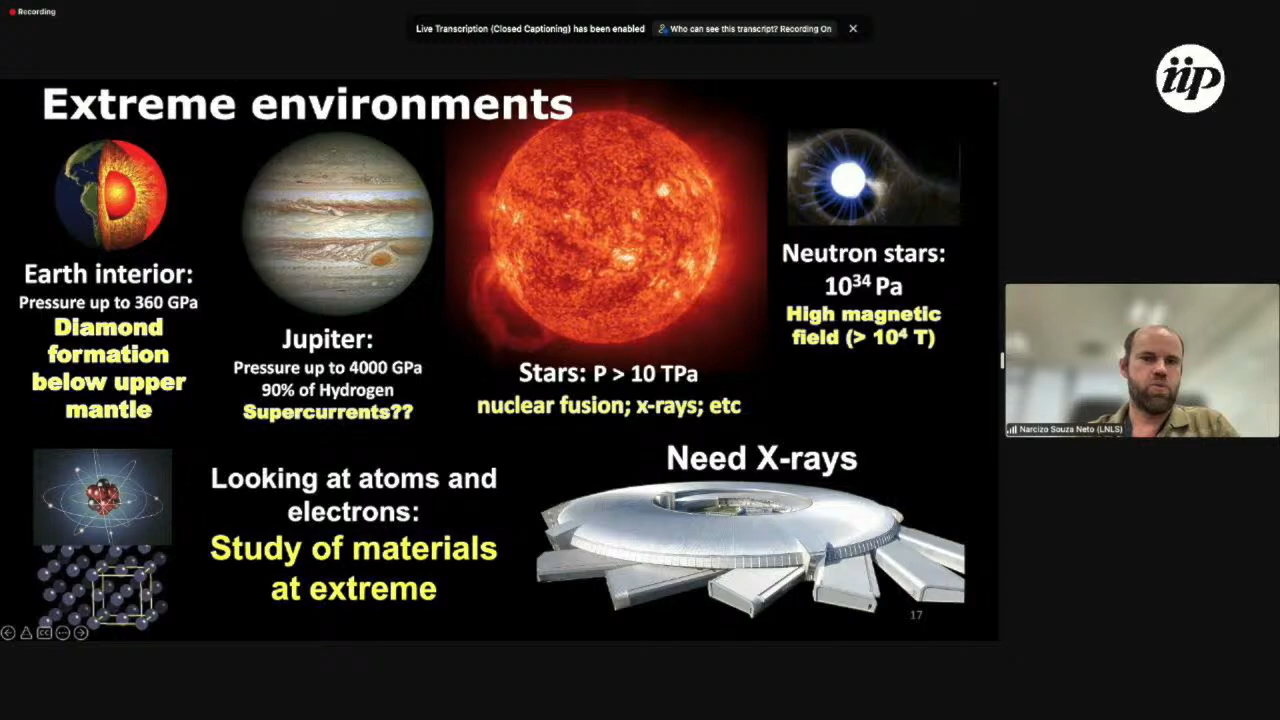 Recording
Live Transcription (Closed Captioning) has been enabled
Who can see this transcript? Recording On
iip
Extreme environments
Earth interior:
Pressure up to 360 GPa
Diamond
formation
below upper
mantle
Jupiter:
Pressure up to 4000 GPa
90% of Hydrogen
Supercurrents??
Stars: P > 10 TPa
nuclear fusion; x-rays; etc
Neutron stars:
10³⁴ Pa
High magnetic
field (> 10⁴ T)
Looking at atoms and
electrons:
Study of materials
at extreme
Need X-rays
17
CC
Narcizo Souza Neto (LNLS)